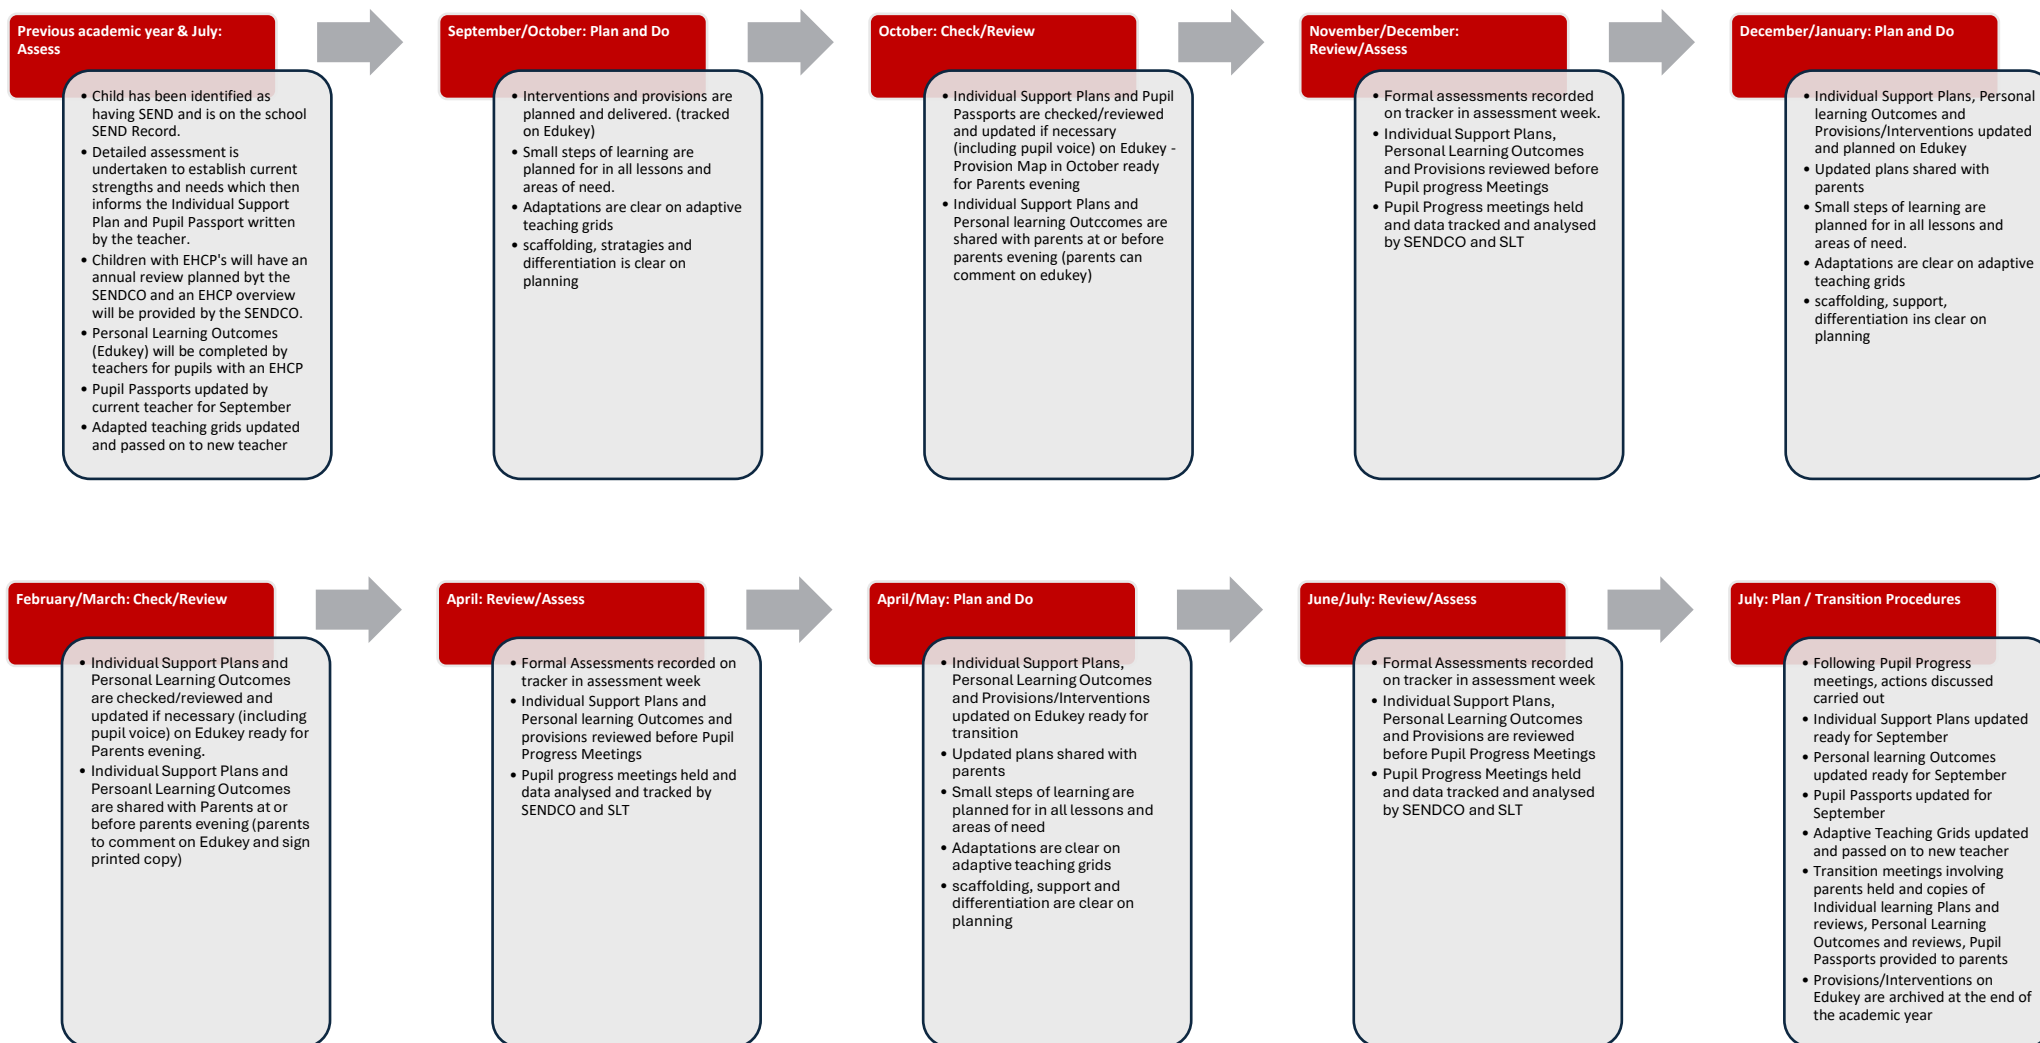 Previous academic year & July:
Assess
• Child has been identified as
having SEND and is on the school
SEND Record.
• Detailed assessment is
undertaken to establish current
strengths and needs which then
informs the Individual Support
Plan and Pupil Passport written
by the teacher.
• Children with EHCP's will have an
annual review planned byt the
SENDCO and an EHCP overview
will be provided by the SENDCO.
• Personal Learning Outcomes
(Edukey) will be completed by
teachers for pupils with an EHCP
• Pupil Passports updated by
current teacher for September
• Adapted teaching grids updated
and passed on to new teacher
September/October: Plan and Do
• Interventions and provisions are
planned and delivered. (tracked
on Edukey)
• Small steps of learning are
planned for in all lessons and
areas of need.
• Adaptations are clear on adaptive
teaching grids
• scaffolding, stratagies and
differentiation is clear on
planning
October: Check/Review
• Individual Support Plans and Pupil
Passports are checked/reviewed
and updated if necessary
(including pupil voice) on Edukey -
Provision Map in October ready
for Parents evening
• Individual Support Plans and
Personal learning Outccomes are
shared with parents at or before
parents evening (parents can
comment on edukey)
November/December:
Review/Assess
• Formal assessments recorded
on tracker in assessment week.
• Individual Support Plans,
Personal Learning Outcomes
and Provisions reviewed before
Pupil progress Meetings
• Pupil Progress meetings held
and data tracked and analysed
by SENDCO and SLT
December/January: Plan and Do
• Individual Support Plans, Personal
learning Outcomes and
Provisions/Interventions updated
and planned on Edukey
• Updated plans shared with
parents
• Small steps of learning are
planned for in all lessons and
areas of need.
• Adaptations are clear on adaptive
teaching grids
• scaffolding, support,
differentiation ins clear on
planning
February/March: Check/Review
• Individual Support Plans and
Personal Learning Outcomes
are checked/reviewed and
updated if necessary (including
pupil voice) on Edukey ready for
Parents evening.
• Individual Support Plans and
Persoanl Learning Outcomes
are shared with Parents at or
before parents evening (parents
to comment on Edukey and sign
printed copy)
April: Review/Assess
• Formal Assessments recorded on
tracker in assessment week
• Individual Support Plans and
Personal learning Outcomes and
provisions reviewed before Pupil
Progress Meetings
• Pupil progress meetings held and
data analysed and tracked by
SENDCO and SLT
April/May: Plan and Do
• Individual Support Plans,
Personal Learning Outcomes
and Provisions/Interventions
updated on Edukey ready for
transition
• Updated plans shared with
parents
• Small steps of learning are
planned for in all lessons and
areas of need
• Adaptations are clear on
adaptive teaching grids
• scaffolding, support and
differentiation are clear on
planning
June/July: Review/Assess
• Formal Assessments recorded
on tracker in assessment week
• Individual Support Plans,
Personal Learning Outcomes
and Provisions are reviewed
before Pupil Progress Meetings
• Pupil Progress Meetings held
and data tracked and analysed
by SENDCO and SLT
July: Plan / Transition Procedures
• Following Pupil Progress
meetings, actions discussed
carried out
• Individual Support Plans updated
ready for September
• Personal learning Outcomes
updated ready for September
• Pupil Passports updated for
September
• Adaptive Teaching Grids updated
and passed on to new teacher
• Transition meetings involving
parents held and copies of
Individual learning Plans and
reviews, Personal Learning
Outcomes and reviews, Pupil
Passports provided to parents
• Provisions/Interventions on
Edukey are archived at the end of
the academic year